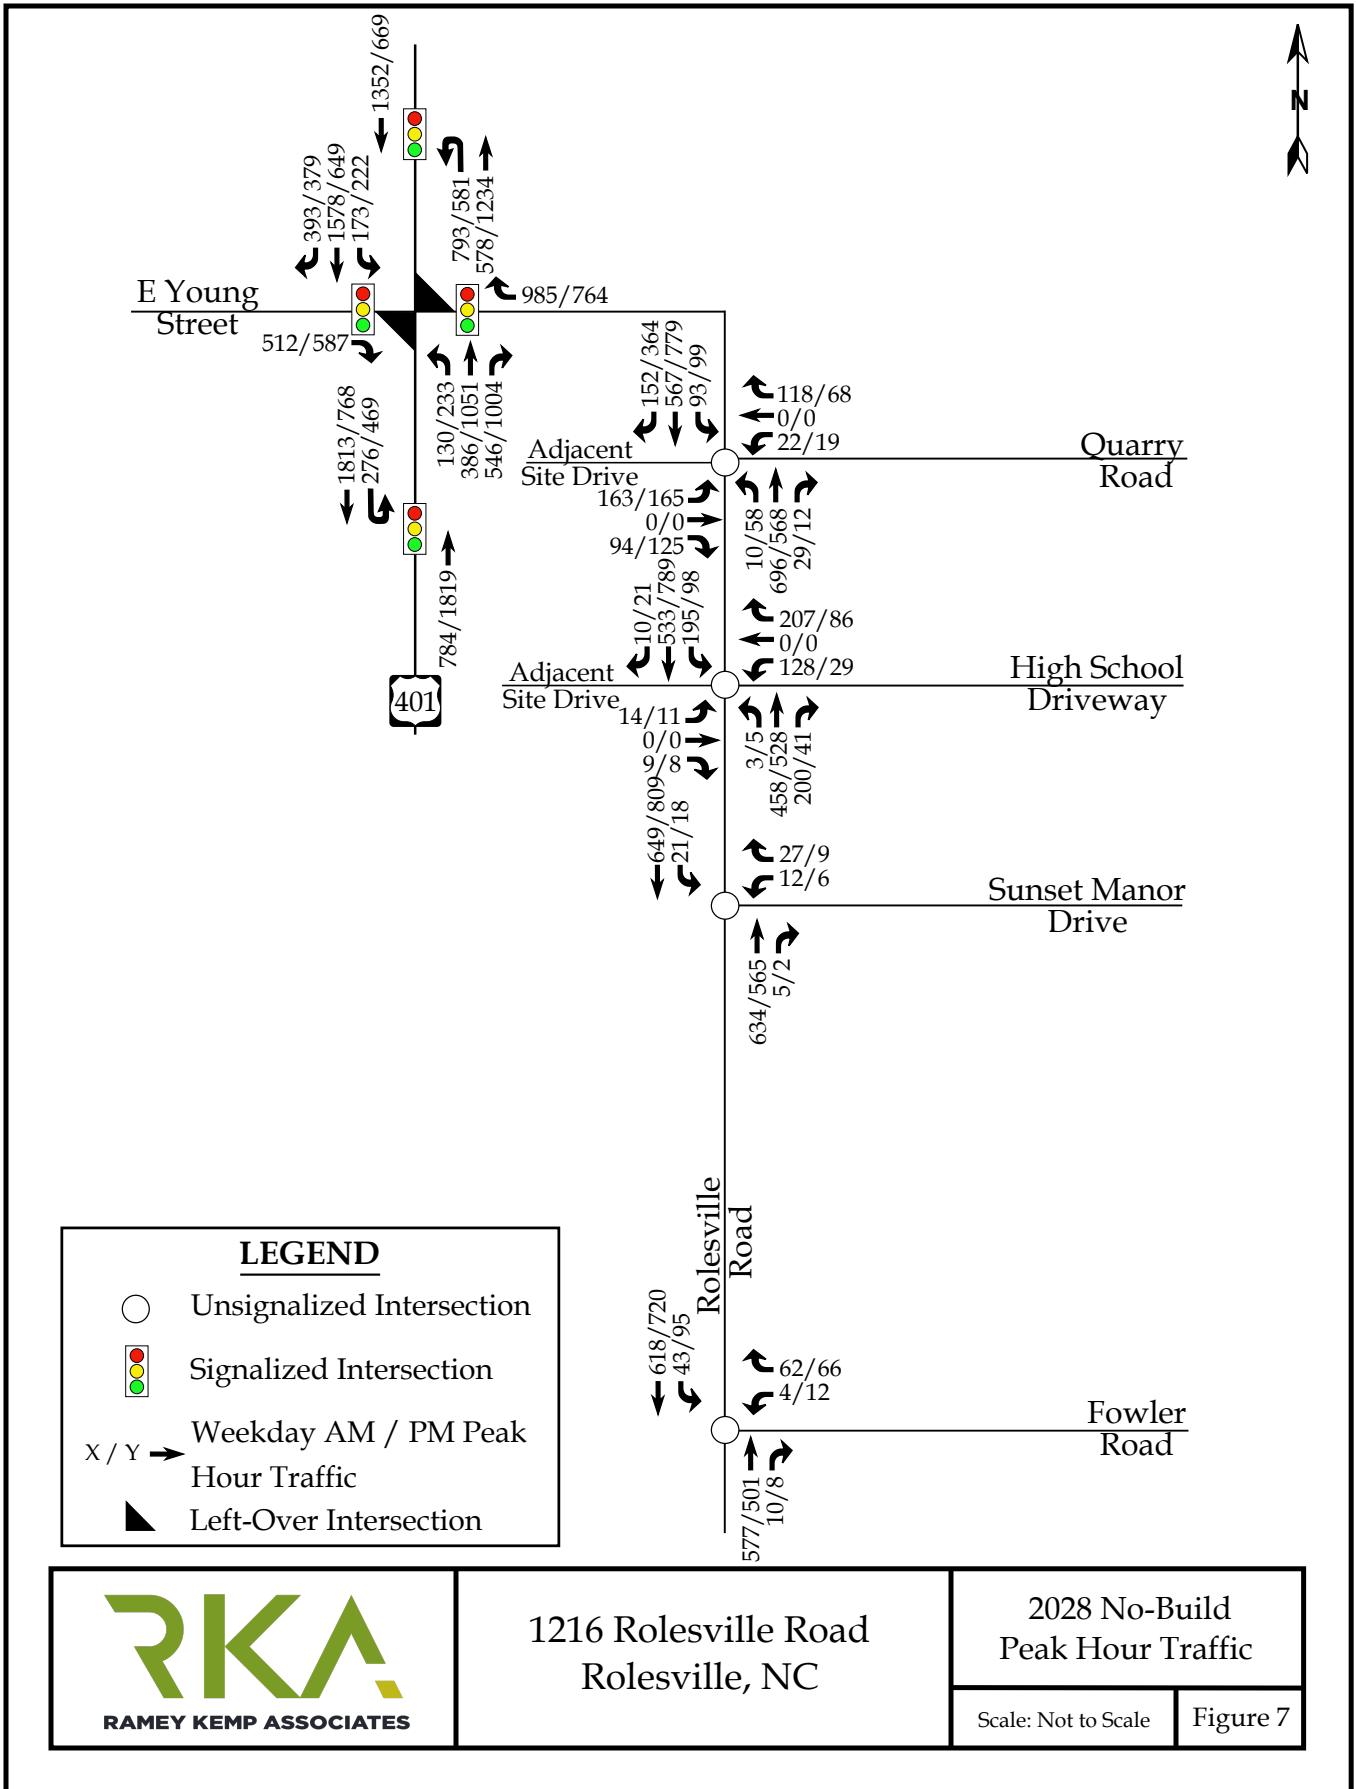 1352/669
N
393/379
1578/649
173/222
793/581
578/1234
E Young
Street
985/764
512/587
152/364
567/779
93/99
118/68
0/0
22/19
130/233
386/1051
546/1004
1813/768
276/469
Adjacent
Site Drive
Quarry
Road
163/165
0/0
94/125
10/58
696/568
29/12
784/1819
10/21
533/789
195/98
207/86
0/0
128/29
401
Adjacent
Site Drive
High School
Driveway
14/11
0/0
9/8
3/5
458/528
200/41
649/809
21/18
27/9
12/6
Sunset Manor
Drive
634/565
5/2
Rolesville
Road
618/720
43/95
62/66
4/12
Fowler
Road
577/501
10/8
LEGEND
Unsignalized Intersection
Signalized Intersection
X / Y
Weekday AM / PM Peak
Hour Traffic
Left-Over Intersection
RKA
RAMEY KEMP ASSOCIATES
1216 Rolesville Road
Rolesville, NC
2028 No-Build
Peak Hour Traffic
Scale: Not to Scale
Figure 7